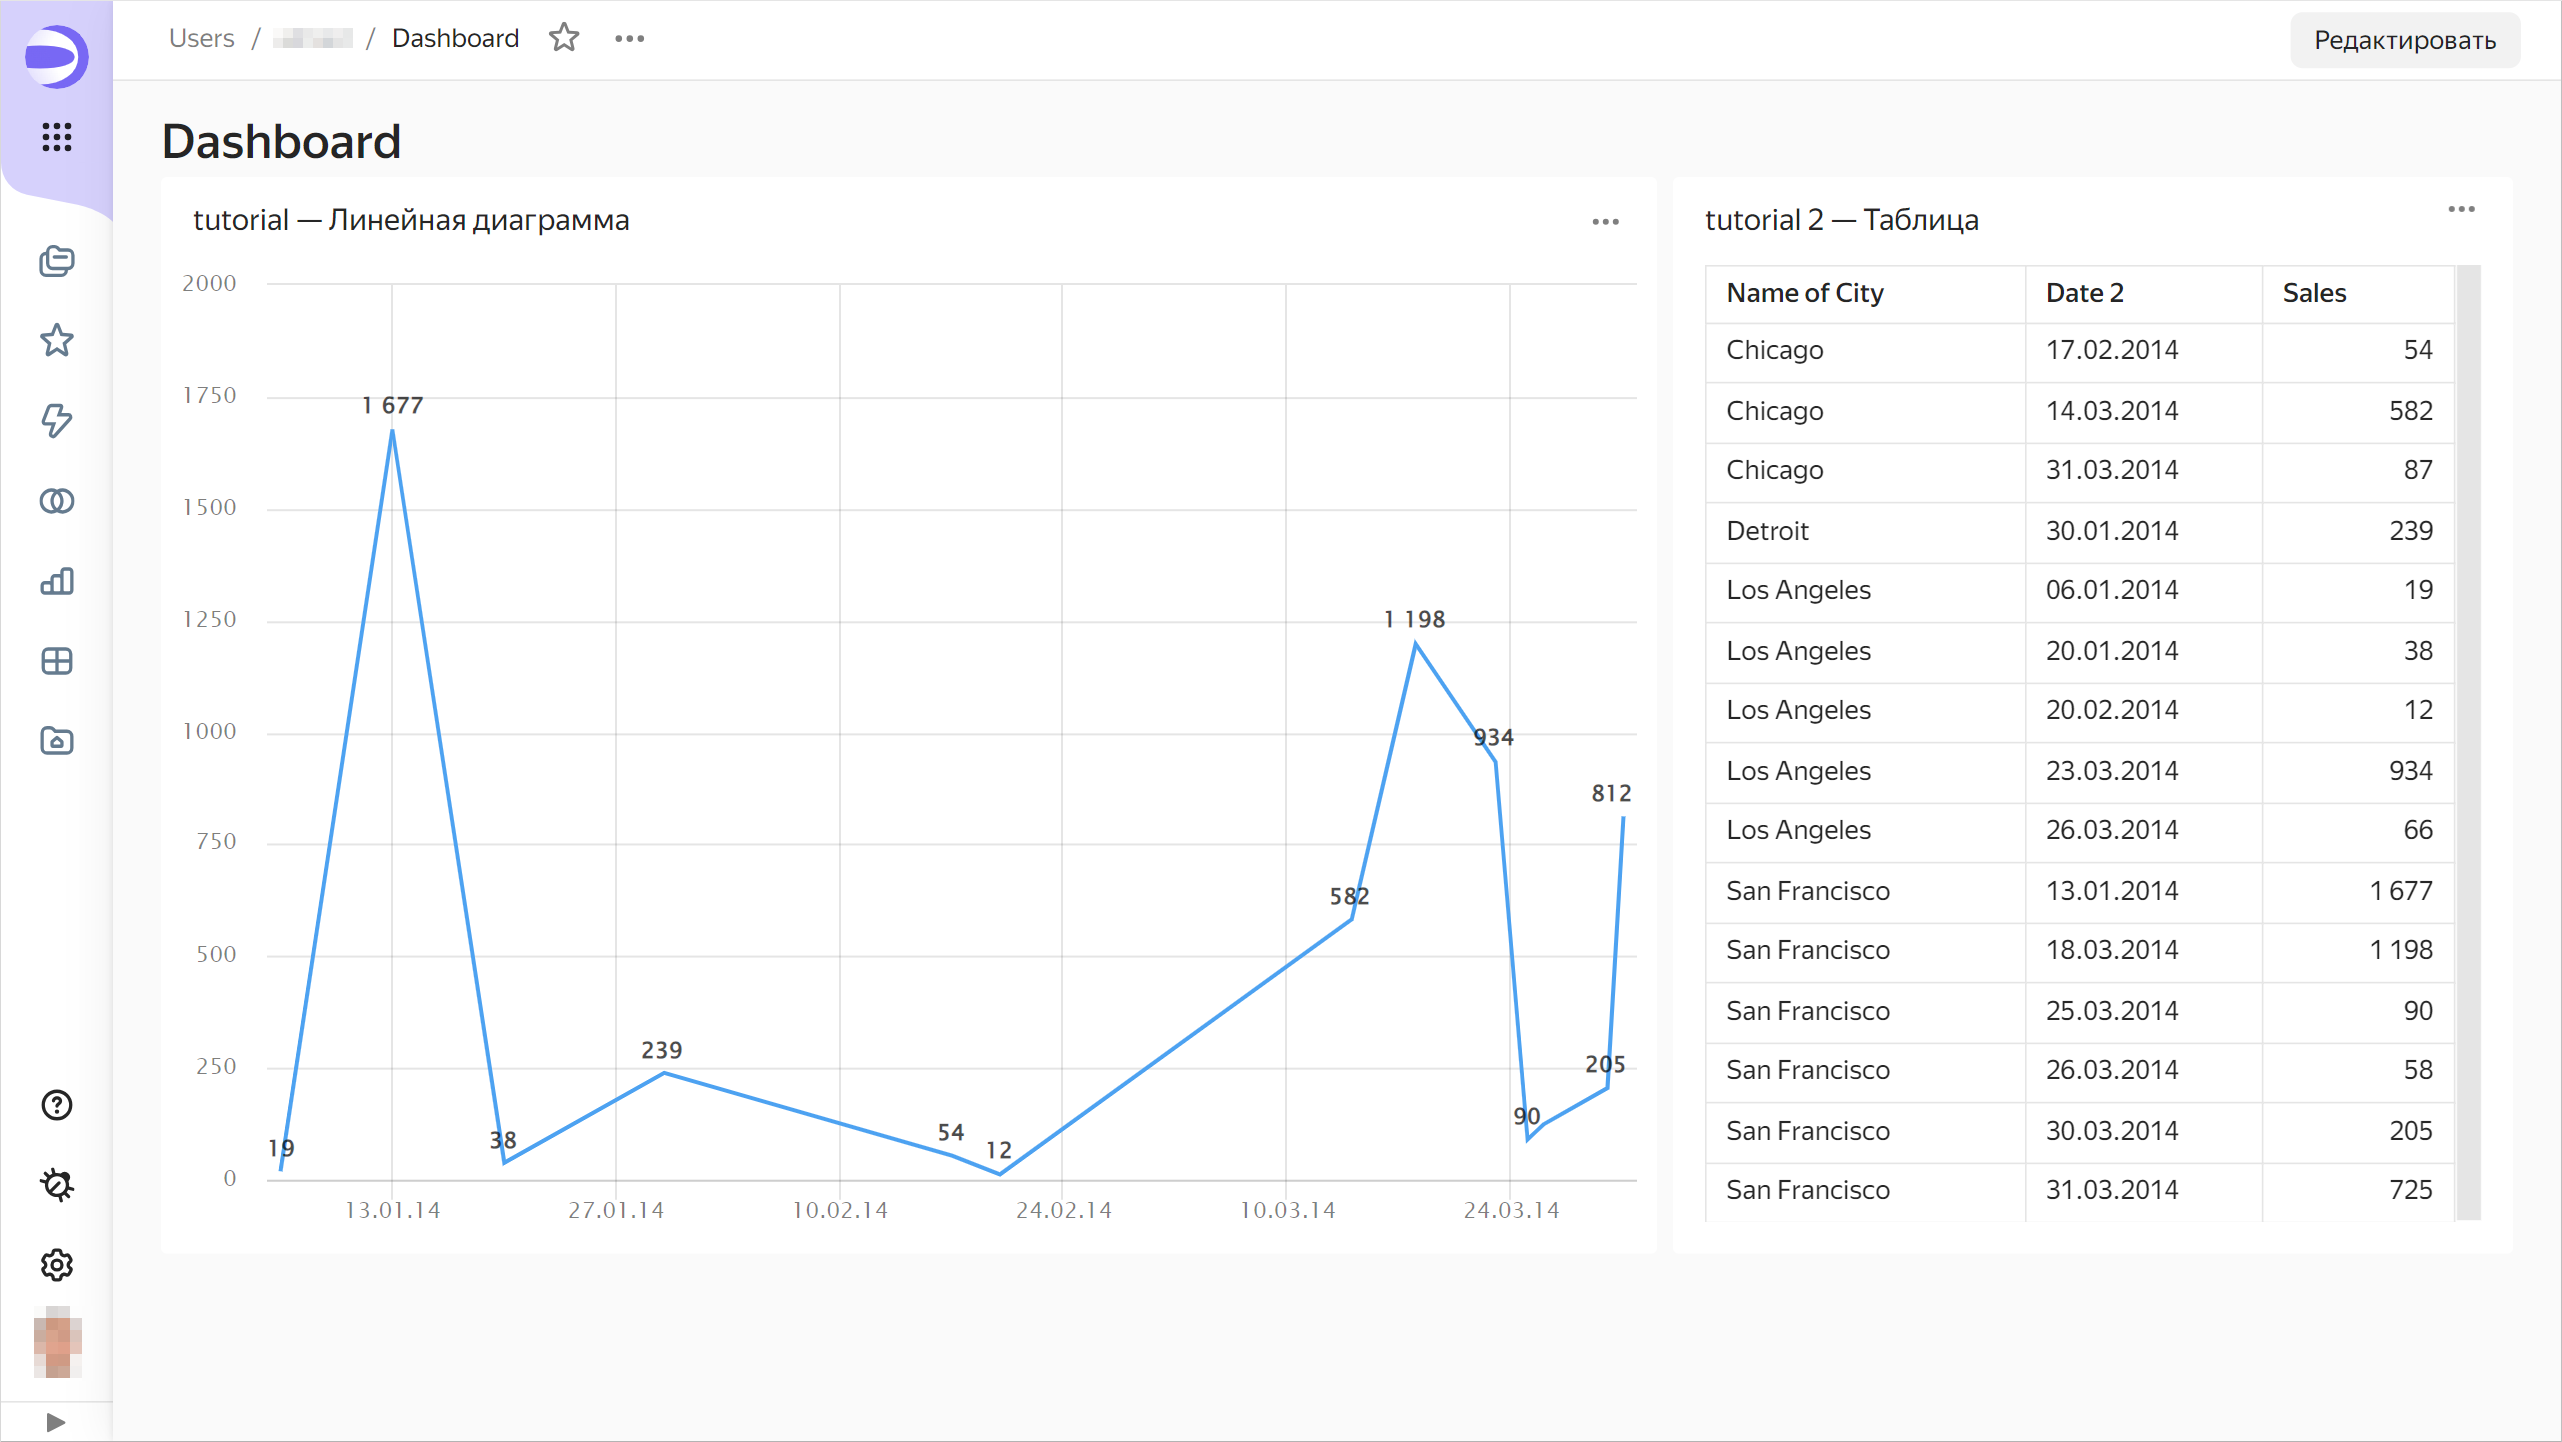 Users / / Dashboard
Редактировать
Dashboard
tutorial — Линейная диаграмма
2000
1750
1500
1250
1000
750
500
250
0
1 677
1 198
934
812
582
239
205
54
12
90
38
19
13.01.14 27.01.14 10.02.14 24.02.14 10.03.14 24.03.14
tutorial 2 — Таблица
Name of City Date 2 Sales
Chicago 17.02.2014 54
Chicago 14.03.2014 582
Chicago 31.03.2014 87
Detroit 30.01.2014 239
Los Angeles 06.01.2014 19
Los Angeles 20.01.2014 38
Los Angeles 20.02.2014 12
Los Angeles 23.03.2014 934
Los Angeles 26.03.2014 66
San Francisco 13.01.2014 1 677
San Francisco 18.03.2014 1 198
San Francisco 25.03.2014 90
San Francisco 26.03.2014 58
San Francisco 30.03.2014 205
San Francisco 31.03.2014 725